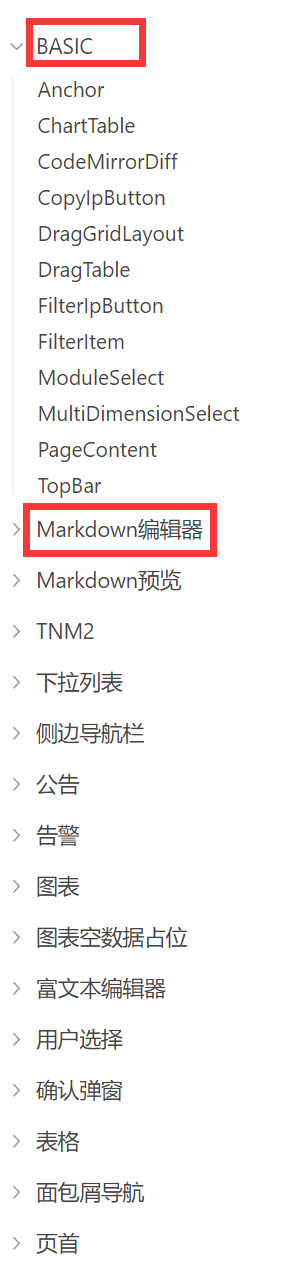 BASIC
Anchor
ChartTable
CodeMirrorDiff
CopyIpButton
DragGridLayout
DragTable
FilterIpButton
FilterItem
ModuleSelect
MultiDimensionSelect
PageContent
TopBar
Markdown编辑器
Markdown预览
TNM2
下拉列表
侧边导航栏
公告
告警
图表
图表空数据占位
富文本编辑器
用户选择
确认弹窗
表格
面包屑导航
页首